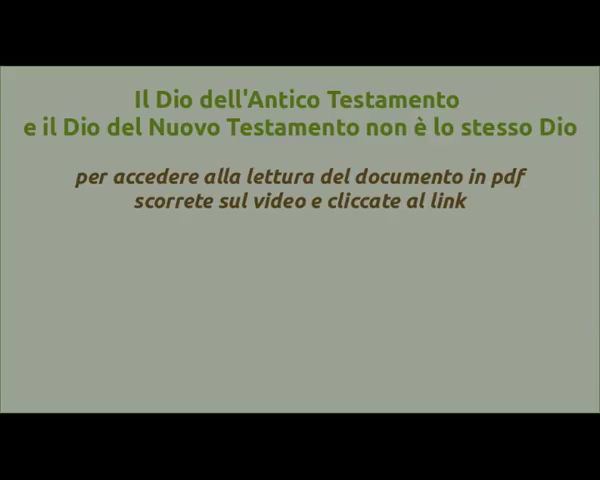 Il Dio dell'Antico Testamento
e il Dio del Nuovo Testamento non è lo stesso Dio
per accedere alla lettura del documento in pdf
scorrete sul video e cliccate al link